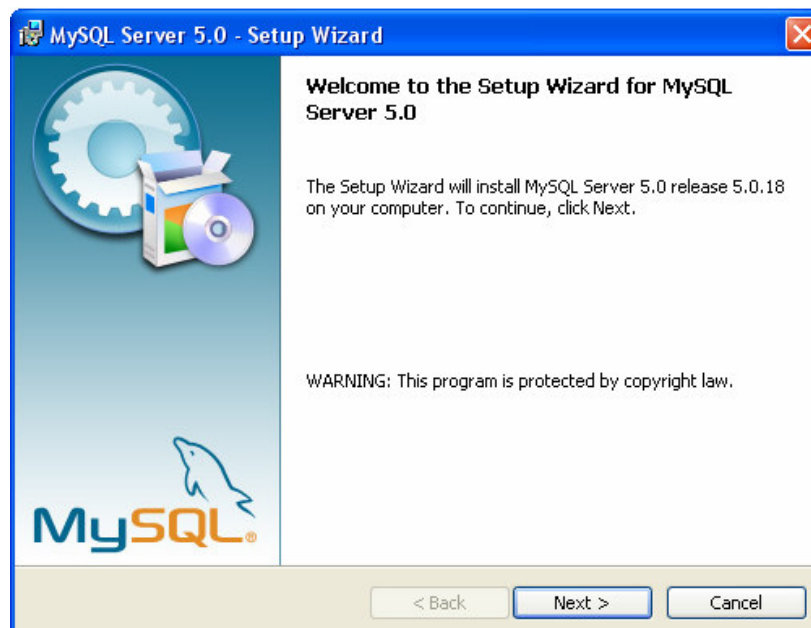 MySQL Server 5.0 - Setup Wizard
Welcome to the Setup Wizard for MySQL
Server 5.0
The Setup Wizard will install MySQL Server 5.0 release 5.0.18
on your computer. To continue, click Next.
WARNING: This program is protected by copyright law.
MySQL®
< Back Next > Cancel